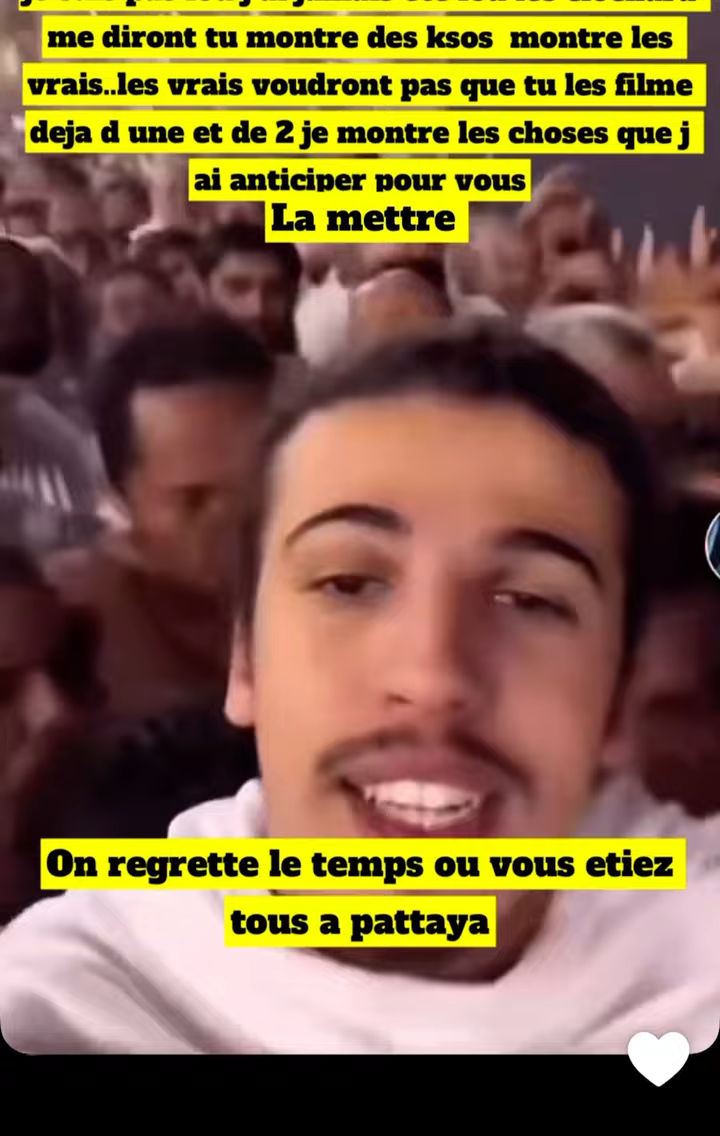 me diront tu montre des ksos montre les
vrais..les vrais voudront pas que tu les filme
deja d une et de 2 je montre les choses que j
ai anticiper pour vous
La mettre
On regrette le temps ou vous etiez
tous a pattaya